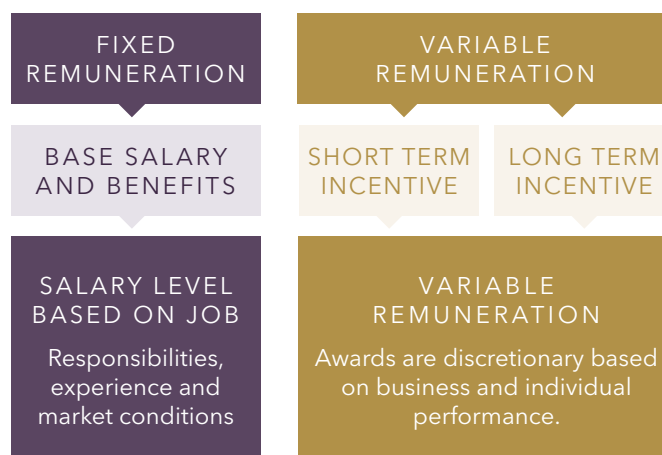 FIXED
REMUNERATION
BASE SALARY
AND BENEFITS
SALARY LEVEL
BASED ON JOB
Responsibilities,
experience and
market conditions
VARIABLE
REMUNERATION
SHORT TERM
INCENTIVE
LONG TERM
INCENTIVE
VARIABLE
REMUNERATION
Awards are discretionary based
on business and individual
performance.